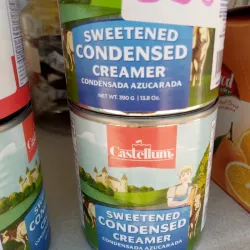 SWEETENED
CONDENSED
CREAMER
CONDENSADA AZUCARADA
NET WT. 390 G | 13.8 Oz.
Castellum
SWEETENED
CONDENSED
CREAMER
CONDENSADA AZUCARADA